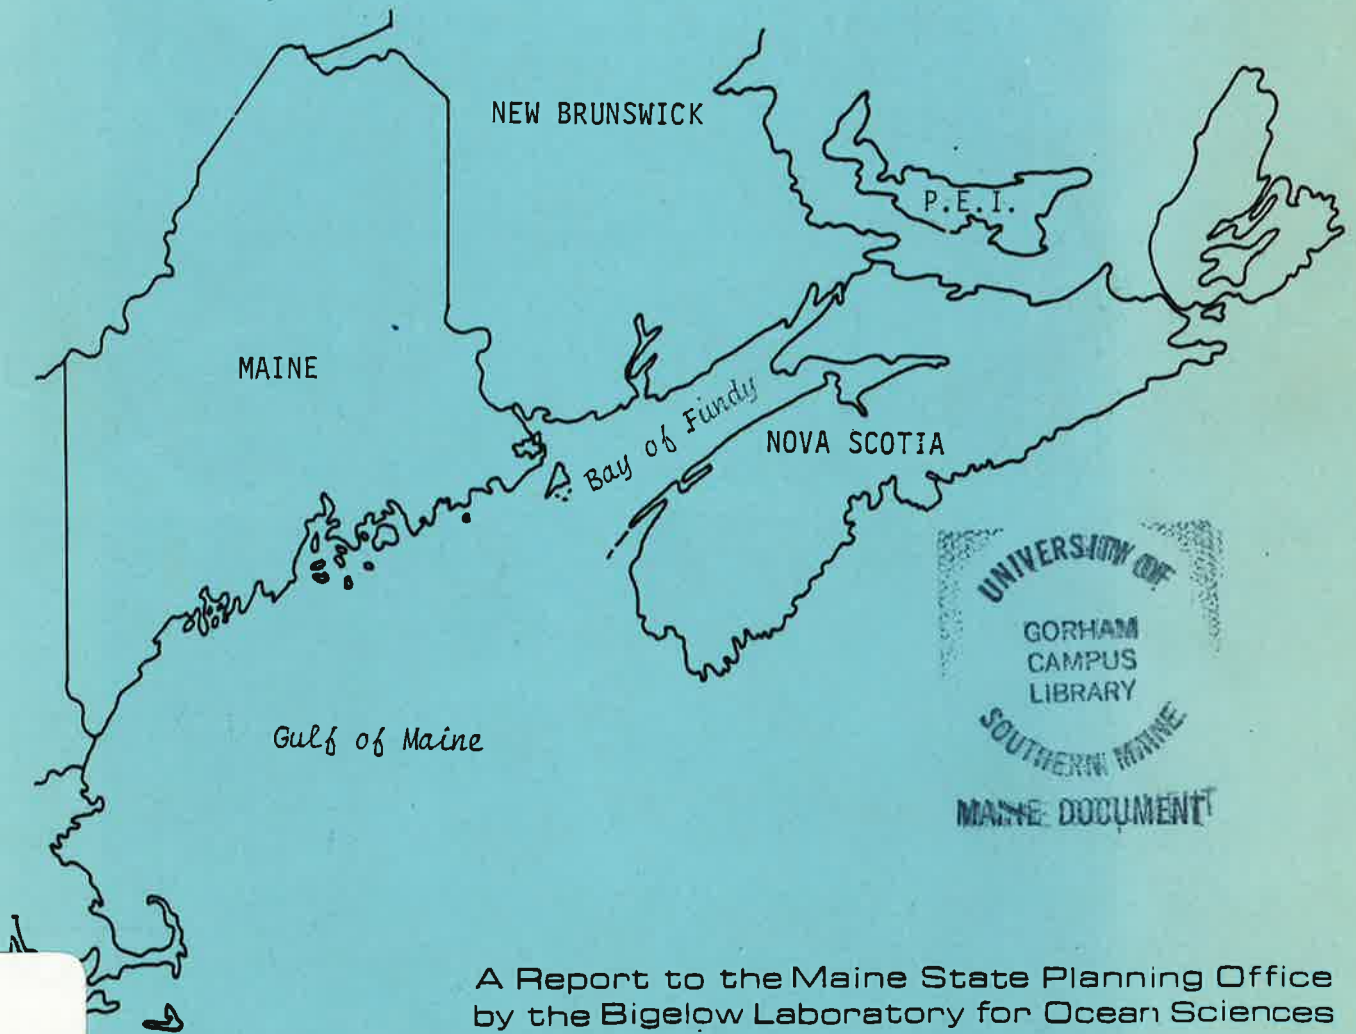 NEW BRUNSWICK
P.E.I.
MAINE
Bay of Fundy
NOVA SCOTIA
UNIVERSITY OF
GORHAM
CAMPUS
LIBRARY
SOUTHERN MAINE
MAINE DOCUMENT
Gulf of Maine
A Report to the Maine State Planning Office
by the Bigelow Laboratory for Ocean Sciences